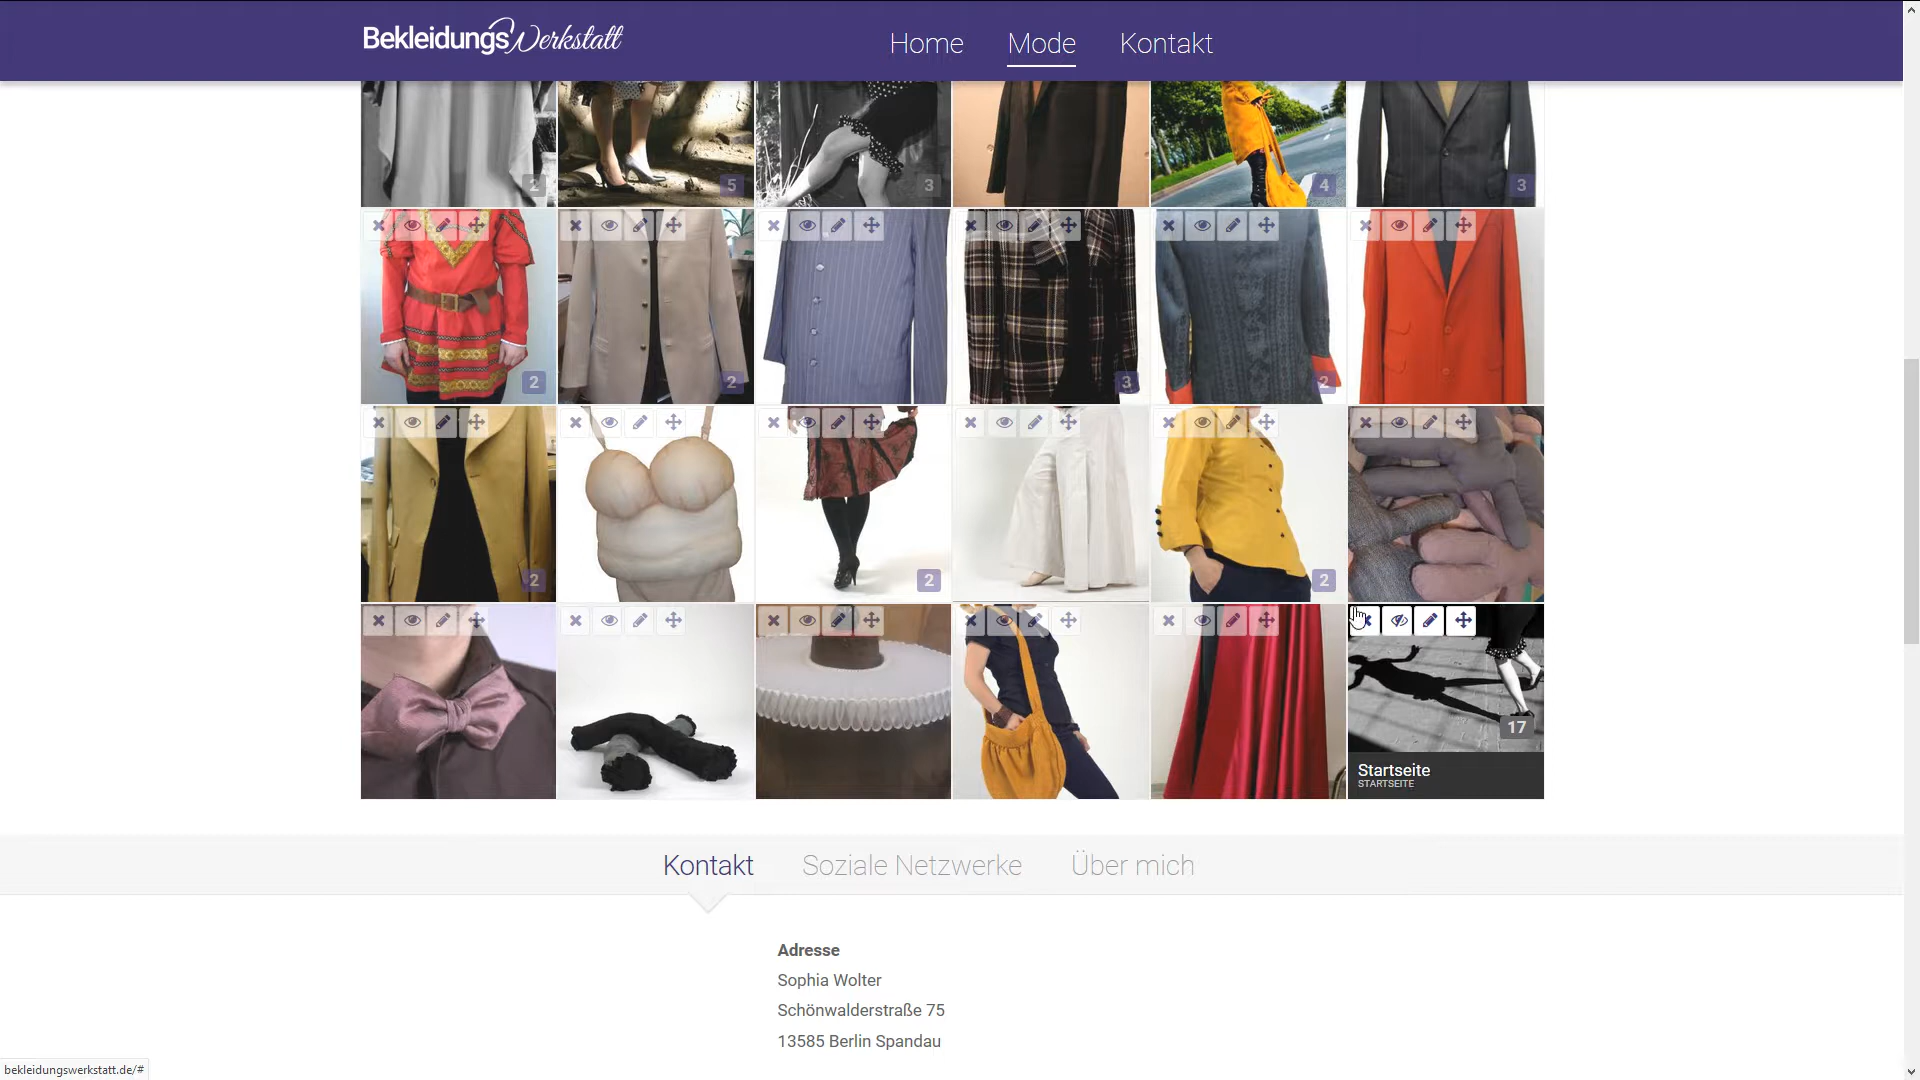 BekleidungsWerkstatt
Home
Mode
Kontakt
2
5
3
4
3
2
2
3
2
2
2
2
17
Startseite
STARTSEITE
Kontakt
Soziale Netzwerke
Über mich
Adresse
Sophia Wolter
Schönwalderstraße 75
13585 Berlin Spandau
bekleidungswerkstatt.de/#